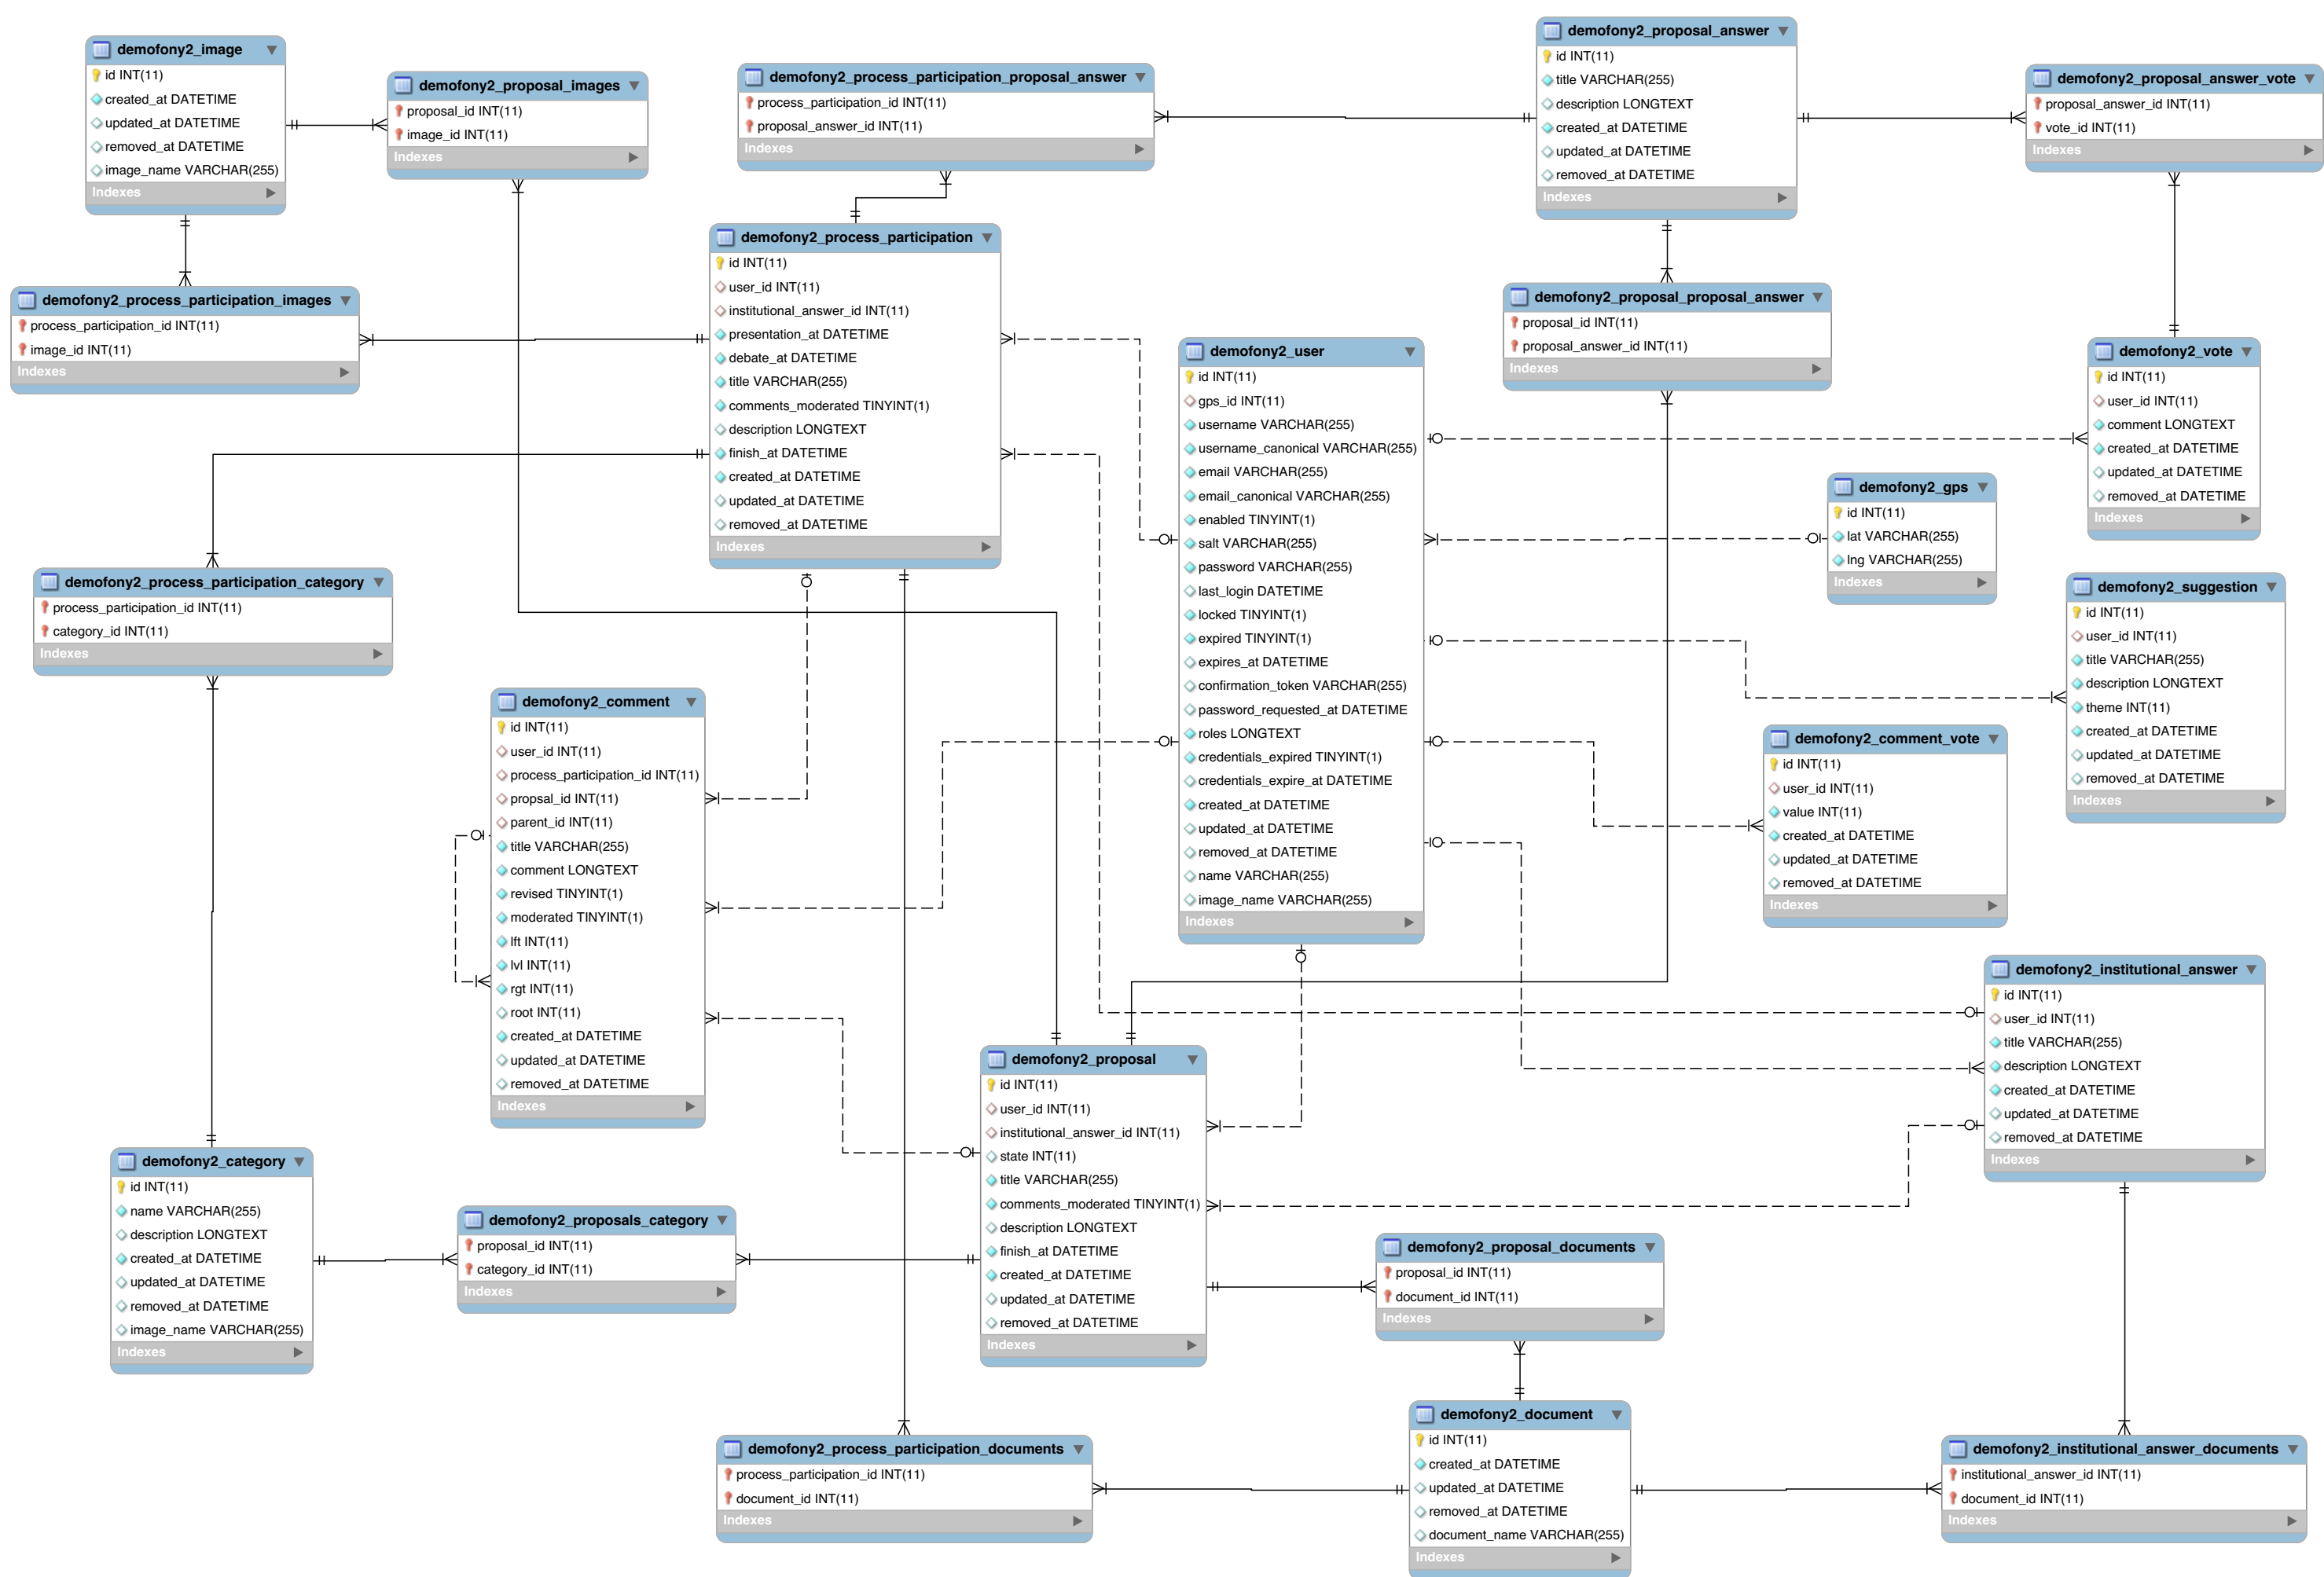 demofony2_image
id INT(11)
created_at DATETIME
updated_at DATETIME
removed_at DATETIME
image_name VARCHAR(255)
Indexes
demofony2_proposal_images
proposal_id INT(11)
image_id INT(11)
Indexes
demofony2_process_participation_proposal_answer
process_participation_id INT(11)
proposal_answer_id INT(11)
Indexes
demofony2_proposal_answer
id INT(11)
title VARCHAR(255)
description LONGTEXT
created_at DATETIME
updated_at DATETIME
removed_at DATETIME
Indexes
demofony2_proposal_answer_vote
proposal_answer_id INT(11)
vote_id INT(11)
Indexes
demofony2_process_participation_images
process_participation_id INT(11)
image_id INT(11)
Indexes
demofony2_process_participation
id INT(11)
user_id INT(11)
institutional_answer_id INT(11)
presentation_at DATETIME
debate_at DATETIME
title VARCHAR(255)
comments_moderated TINYINT(1)
description LONGTEXT
finish_at DATETIME
created_at DATETIME
updated_at DATETIME
removed_at DATETIME
Indexes
demofony2_user
id INT(11)
gps_id INT(11)
username VARCHAR(255)
username_canonical VARCHAR(255)
email VARCHAR(255)
email_canonical VARCHAR(255)
enabled TINYINT(1)
salt VARCHAR(255)
password VARCHAR(255)
last_login DATETIME
locked TINYINT(1)
expired TINYINT(1)
expires_at DATETIME
confirmation_token VARCHAR(255)
password_requested_at DATETIME
roles LONGTEXT
credentials_expired TINYINT(1)
credentials_expire_at DATETIME
created_at DATETIME
updated_at DATETIME
removed_at DATETIME
name VARCHAR(255)
image_name VARCHAR(255)
Indexes
demofony2_proposal_proposal_answer
proposal_id INT(11)
proposal_answer_id INT(11)
Indexes
demofony2_vote
id INT(11)
user_id INT(11)
comment LONGTEXT
created_at DATETIME
updated_at DATETIME
removed_at DATETIME
Indexes
demofony2_gps
id INT(11)
lat VARCHAR(255)
lng VARCHAR(255)
Indexes
demofony2_suggestion
id INT(11)
user_id INT(11)
title VARCHAR(255)
description LONGTEXT
theme INT(11)
created_at DATETIME
updated_at DATETIME
removed_at DATETIME
Indexes
demofony2_process_participation_category
process_participation_id INT(11)
category_id INT(11)
Indexes
demofony2_comment
id INT(11)
user_id INT(11)
process_participation_id INT(11)
propsal_id INT(11)
parent_id INT(11)
title VARCHAR(255)
comment LONGTEXT
revised TINYINT(1)
moderated TINYINT(1)
lft INT(11)
lvl INT(11)
rgt INT(11)
root INT(11)
created_at DATETIME
updated_at DATETIME
removed_at DATETIME
Indexes
demofony2_comment_vote
id INT(11)
user_id INT(11)
value INT(11)
created_at DATETIME
updated_at DATETIME
removed_at DATETIME
Indexes
demofony2_institutional_answer
id INT(11)
user_id INT(11)
title VARCHAR(255)
description LONGTEXT
created_at DATETIME
updated_at DATETIME
removed_at DATETIME
Indexes
demofony2_category
id INT(11)
name VARCHAR(255)
description LONGTEXT
created_at DATETIME
updated_at DATETIME
removed_at DATETIME
image_name VARCHAR(255)
Indexes
demofony2_proposals_category
proposal_id INT(11)
category_id INT(11)
Indexes
demofony2_proposal
id INT(11)
user_id INT(11)
institutional_answer_id INT(11)
state INT(11)
title VARCHAR(255)
comments_moderated TINYINT(1)
description LONGTEXT
finish_at DATETIME
created_at DATETIME
updated_at DATETIME
removed_at DATETIME
Indexes
demofony2_proposal_documents
proposal_id INT(11)
document_id INT(11)
Indexes
demofony2_process_participation_documents
process_participation_id INT(11)
document_id INT(11)
Indexes
demofony2_document
id INT(11)
created_at DATETIME
updated_at DATETIME
removed_at DATETIME
document_name VARCHAR(255)
Indexes
demofony2_institutional_answer_documents
institutional_answer_id INT(11)
document_id INT(11)
Indexes